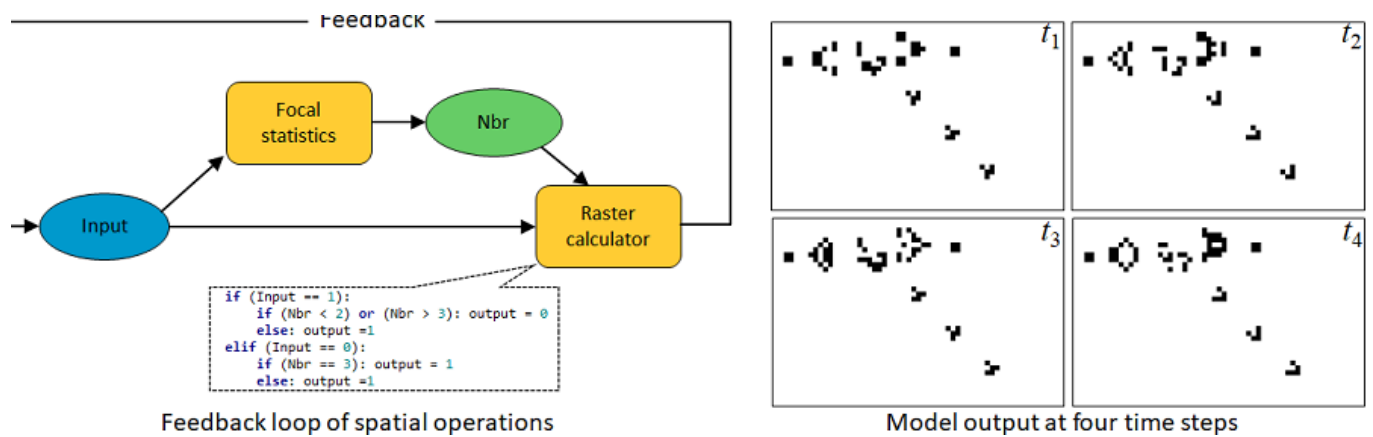 Feedback
Focal
statistics
Nbr
Input
Raster
calculator
if (Input == 1):
if (Nbr < 2) or (Nbr > 3): output = 0
else: output =1
elif (Input == 0):
if (Nbr == 3): output = 1
else: output =1
Feedback loop of spatial operations
t1
t2
t3
t4
Model output at four time steps